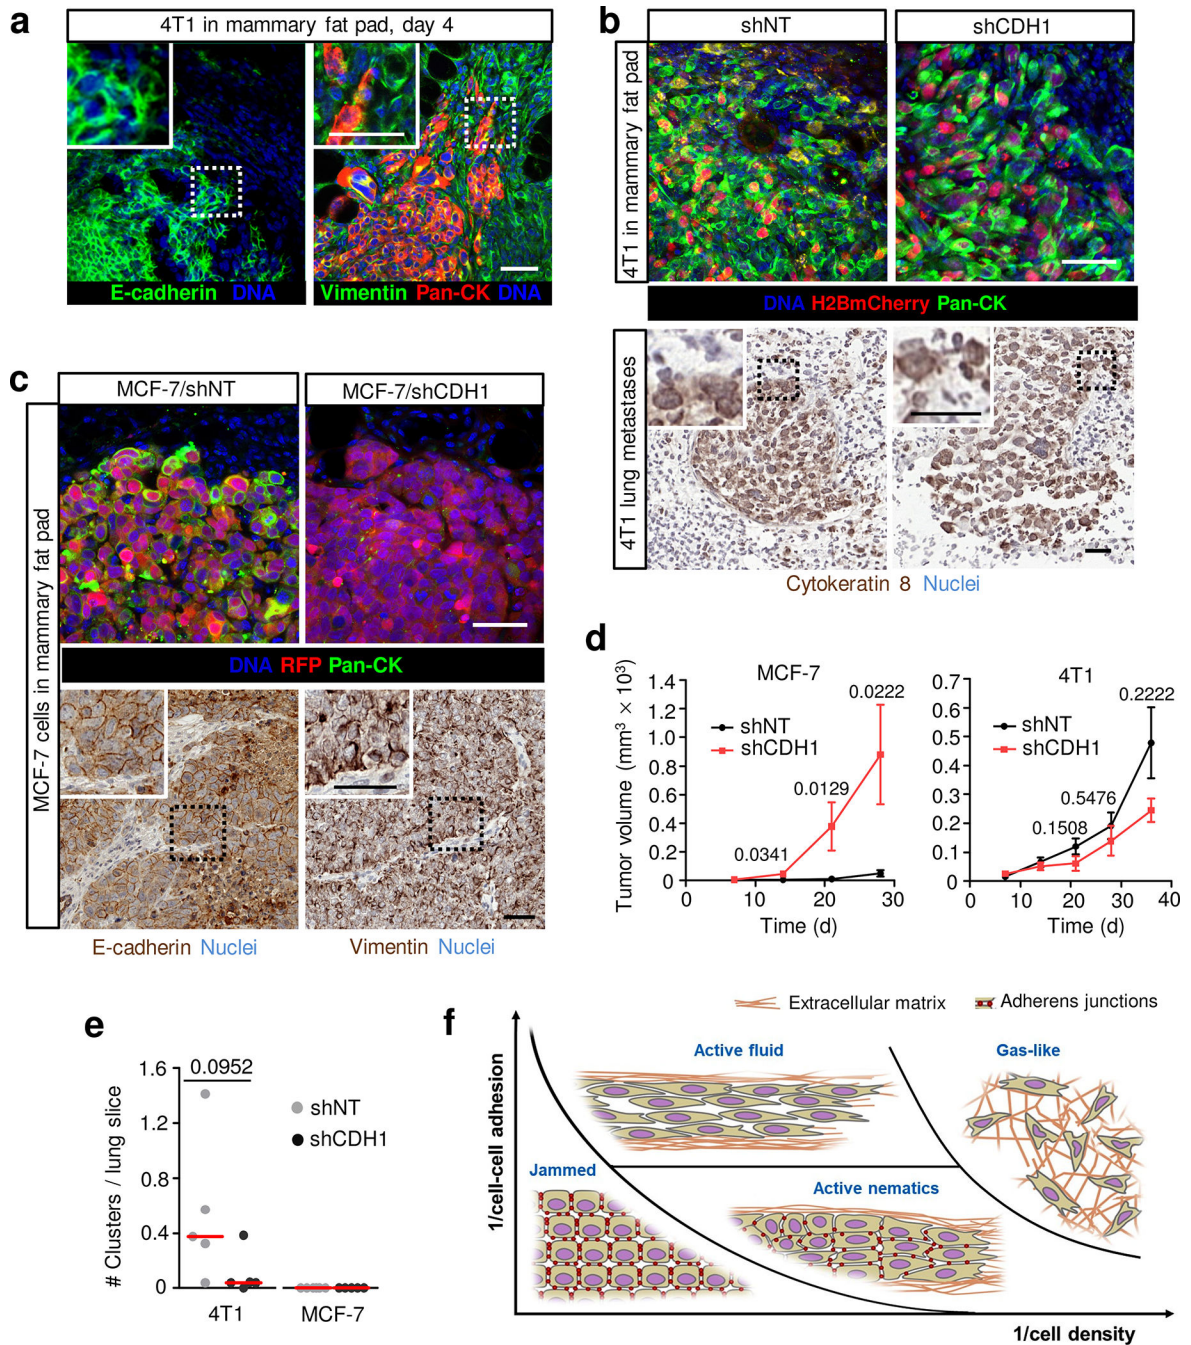 a
4T1 in mammary fat pad, day 4
E-cadherin DNA
Vimentin Pan-CK DNA
b
shNT
shCDH1
4T1 in mammary fat pad
DNA H2BmCherry Pan-CK
4T1 lung metastases
Cytokeratin 8 Nuclei
c
MCF-7/shNT
MCF-7/shCDH1
MCF-7 cells in mammary fat pad
DNA RFP Pan-CK
E-cadherin Nuclei
Vimentin Nuclei
d
Tumor volume (mm³ × 10³)
MCF-7
1.4
1.2
1.0
0.8
0.6
0.4
0.2
0
shNT
shCDH1
0.0341
0.0129
0.0222
0
10
20
30
Time (d)
4T1
0.7
0.6
0.5
0.4
0.3
0.2
0.1
0
shNT
shCDH1
0.1508
0.5476
0.2222
0
10
20
30
40
Time (d)
e
# Clusters / lung slice
1.6
1.2
0.8
0.4
0
0.0952
shNT
shCDH1
4T1
MCF-7
f
Extracellular matrix
Adherens junctions
1/cell-cell adhesion
Active fluid
Gas-like
Jammed
Active nematics
1/cell density